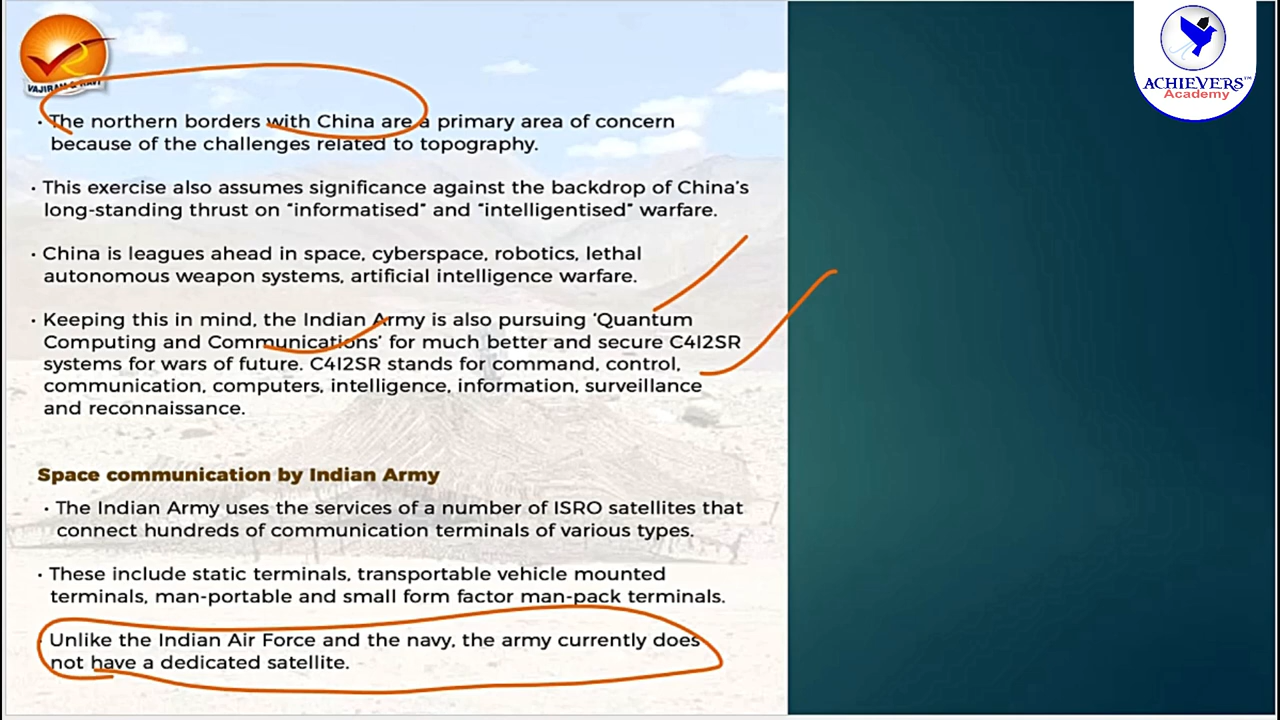 VAJIRAM & RAVI
ACHIEVERS™
Academy
• The northern borders with China are a primary area of concern
because of the challenges related to topography.
• This exercise also assumes significance against the backdrop of China's
long-standing thrust on "informatised" and "intelligentised" warfare.
• China is leagues ahead in space, cyberspace, robotics, lethal
autonomous weapon systems, artificial intelligence warfare.
• Keeping this in mind, the Indian Army is also pursuing 'Quantum
Computing and Communications' for much better and secure C4I2SR
systems for wars of future. C4I2SR stands for command, control,
communication, computers, intelligence, information, surveillance
and reconnaissance.
Space communication by Indian Army
• The Indian Army uses the services of a number of ISRO satellites that
connect hundreds of communication terminals of various types.
• These include static terminals, transportable vehicle mounted
terminals, man-portable and small form factor man-pack terminals.
• Unlike the Indian Air Force and the navy, the army currently does
not have a dedicated satellite.